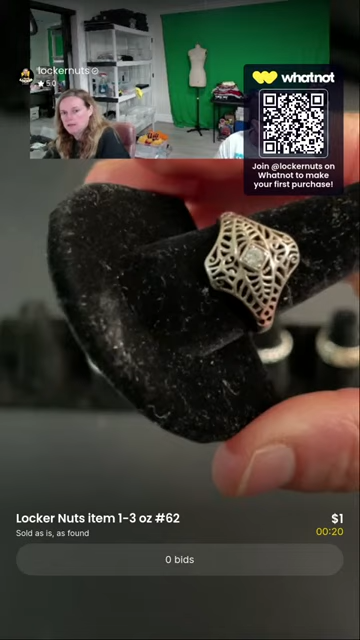 lockernuts
★5.0
whatnot
Join @lockernuts on
Whatnot to make
your first purchase!
Locker Nuts item 1-3 oz #62
$1
Sold as is, as found
00:20
0 bids